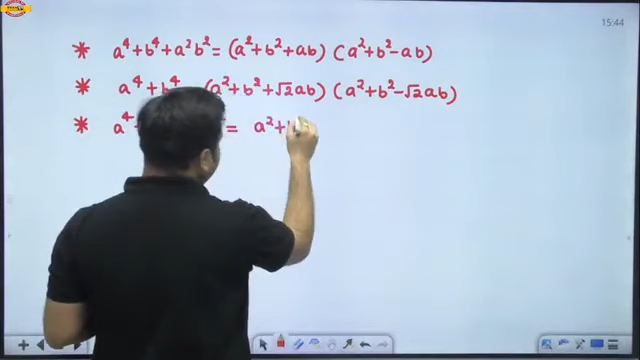 15:44
* a⁴+b⁴+a²b² = (a²+b²+ab) (a²+b²-ab)
* a⁴+b⁴ (a²+b²+√2ab) (a²+b²-√2ab)
* a⁴ = a²+